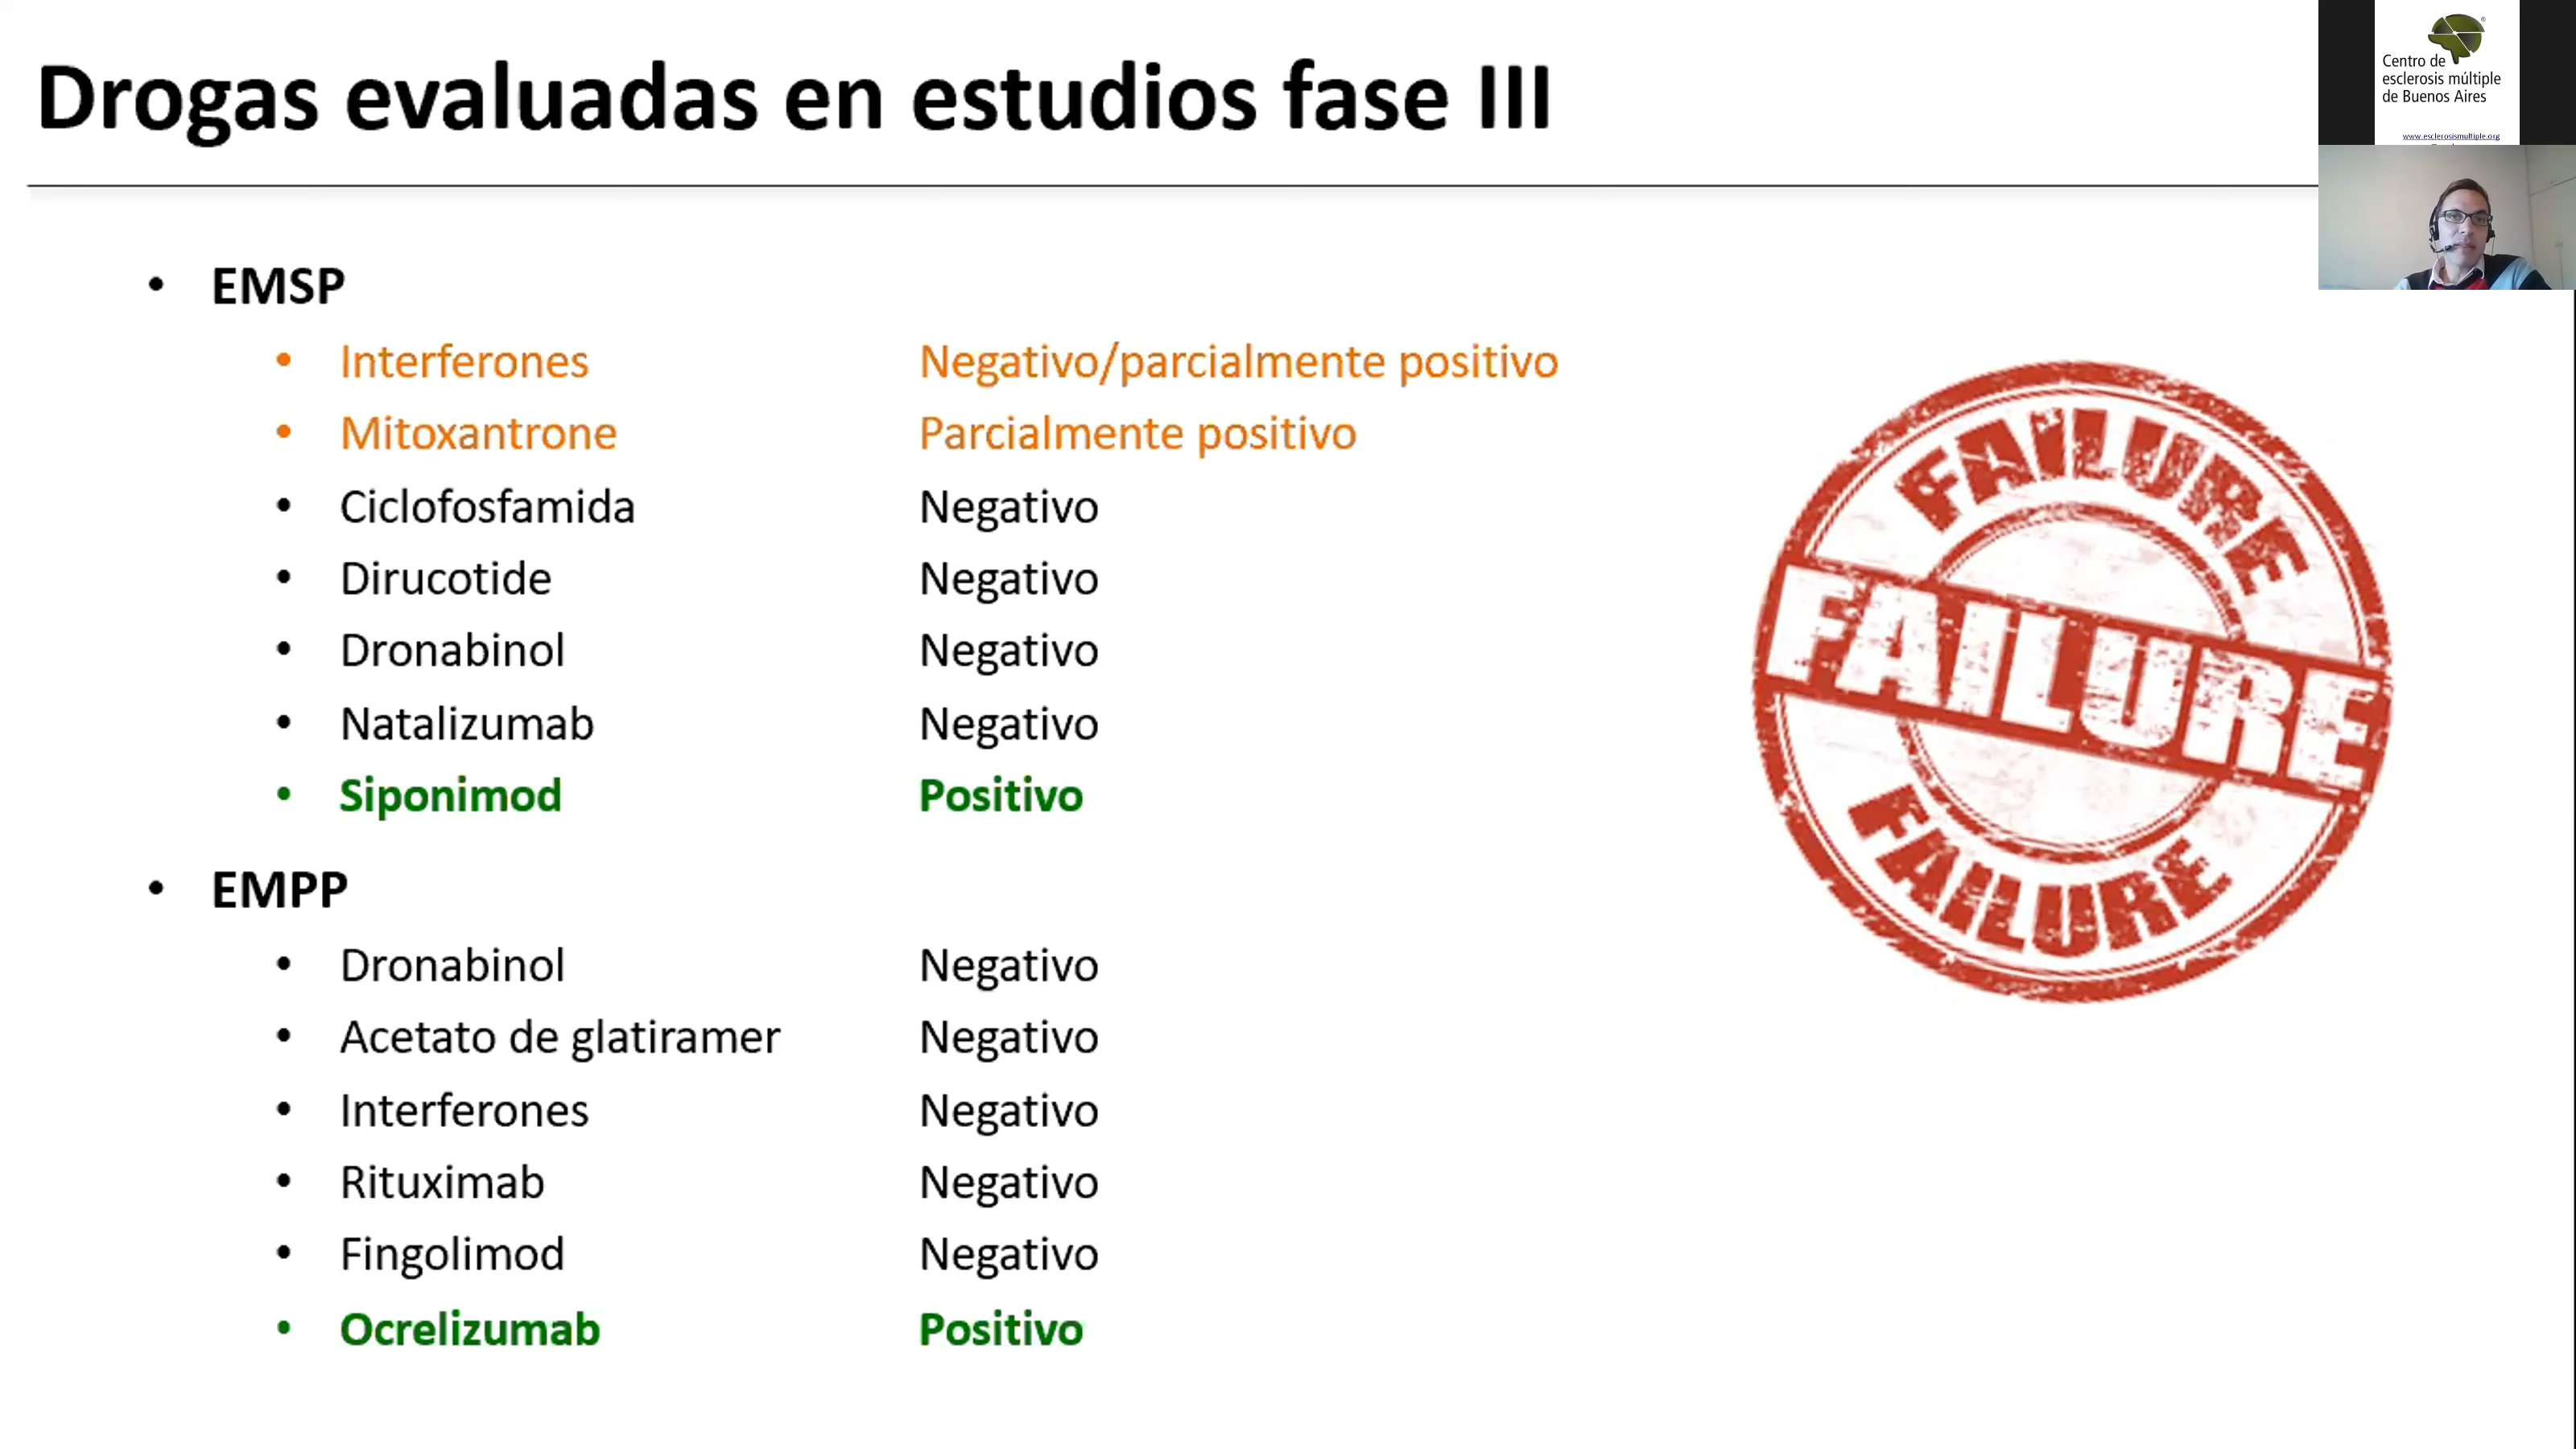 Drogas evaluadas en estudios fase III
Centro de
esclerosis múltiple
de Buenos Aires
www.esclerosismultiple.org
• EMSP
• Interferones Negativo/parcialmente positivo
• Mitoxantrone Parcialmente positivo
• Ciclofosfamida Negativo
• Dirucotide Negativo
• Dronabinol Negativo
• Natalizumab Negativo
• Siponimod Positivo
• EMPP
• Dronabinol Negativo
• Acetato de glatiramer Negativo
• Interferones Negativo
• Rituximab Negativo
• Fingolimod Negativo
• Ocrelizumab Positivo
FAILURE
FAILURE
FAILURE